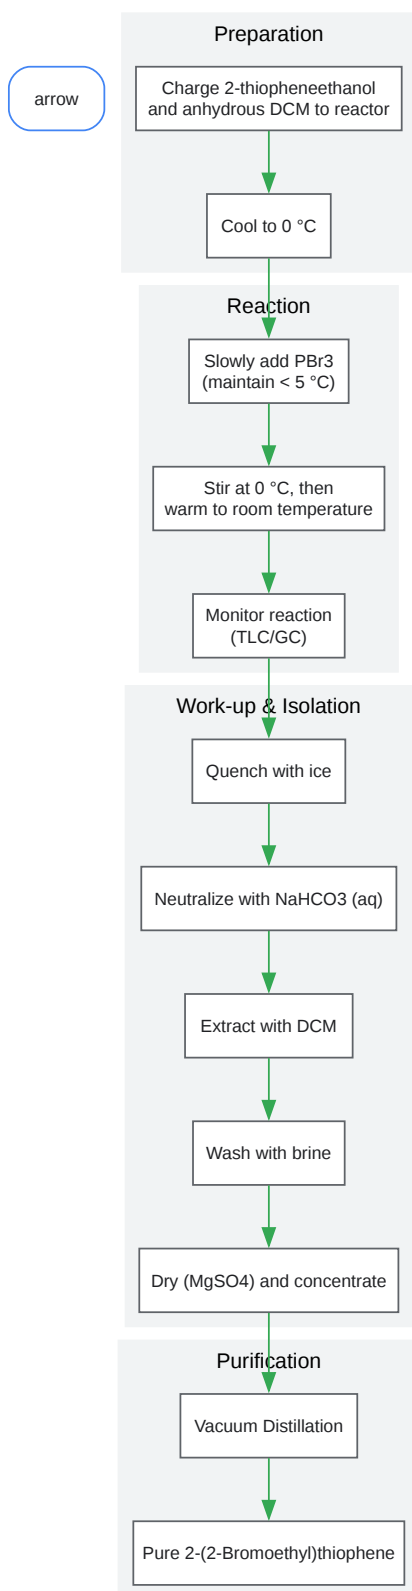 Preparation
arrow
Charge 2-thiopheneethanol
and anhydrous DCM to reactor
Cool to 0 °C
Reaction
Slowly add PBr3
(maintain < 5 °C)
Stir at 0 °C, then
warm to room temperature
Monitor reaction
(TLC/GC)
Work-up & Isolation
Quench with ice
Neutralize with NaHCO3 (aq)
Extract with DCM
Wash with brine
Dry (MgSO4) and concentrate
Purification
Vacuum Distillation
Pure 2-(2-Bromoethyl)thiophene